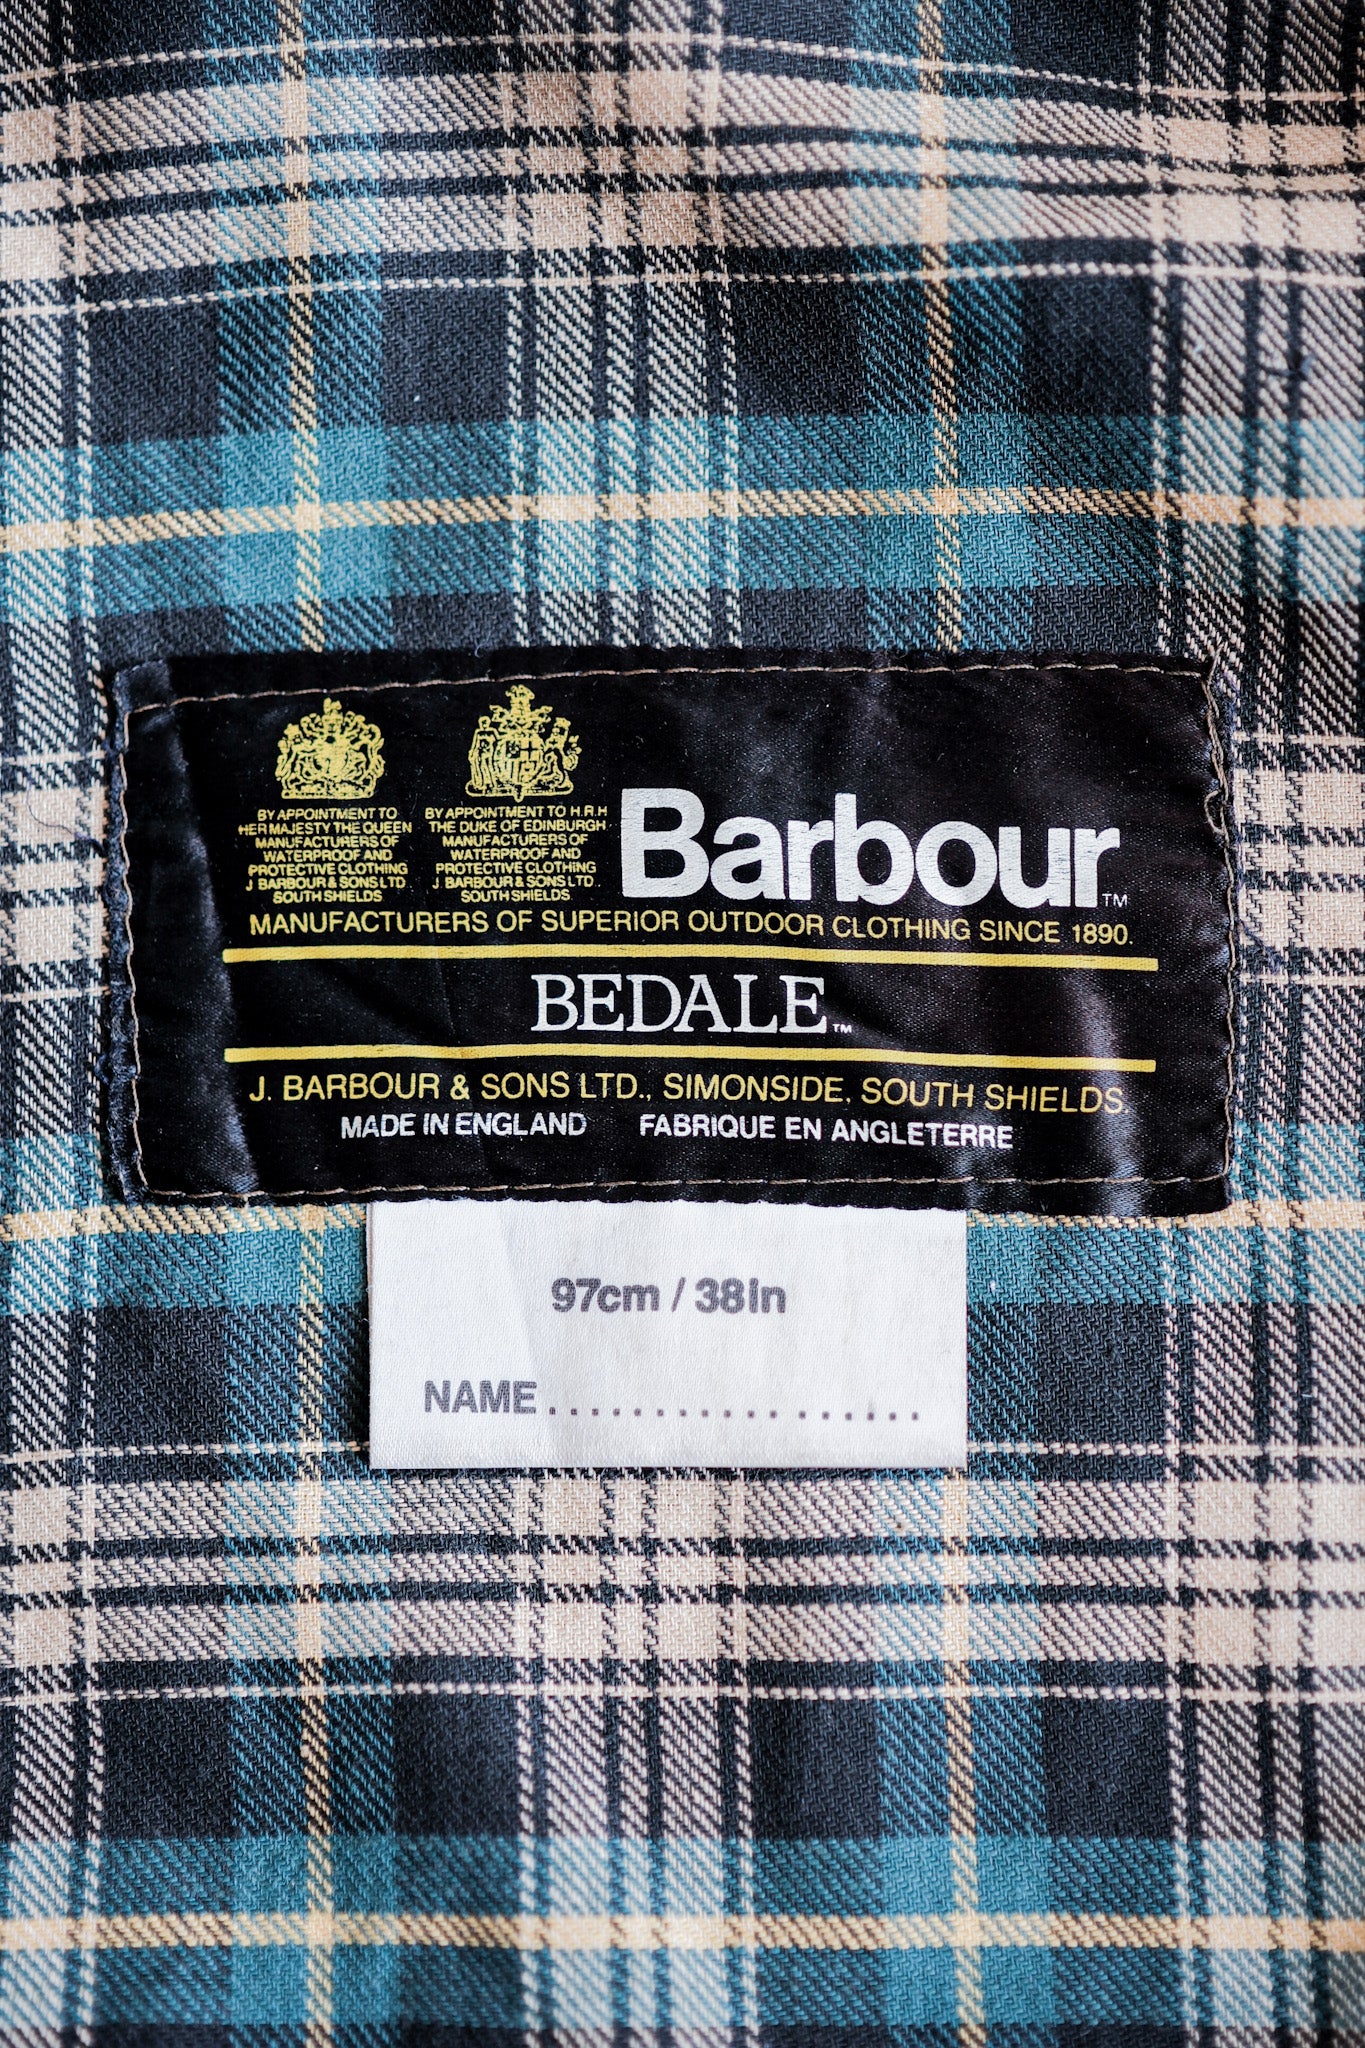 BY APPOINTMENT TO
HER MAJESTY THE QUEEN
MANUFACTURERS OF
WATERPROOF AND
PROTECTIVE CLOTHING
J. BARBOUR & SONS LTD.
SOUTH SHIELDS
BY APPOINTMENT TO H.R.H
THE DUKE OF EDINBURGH
MANUFACTURERS OF
WATERPROOF AND
PROTECTIVE CLOTHING
J. BARBOUR & SONS LTD.
SOUTH SHIELDS.
Barbour™
MANUFACTURERS OF SUPERIOR OUTDOOR CLOTHING SINCE 1890.
BEDALE™
J. BARBOUR & SONS LTD., SIMONSIDE, SOUTH SHIELDS.
MADE IN ENGLAND FABRIQUE EN ANGLETERRE
97cm / 38in
NAME..................